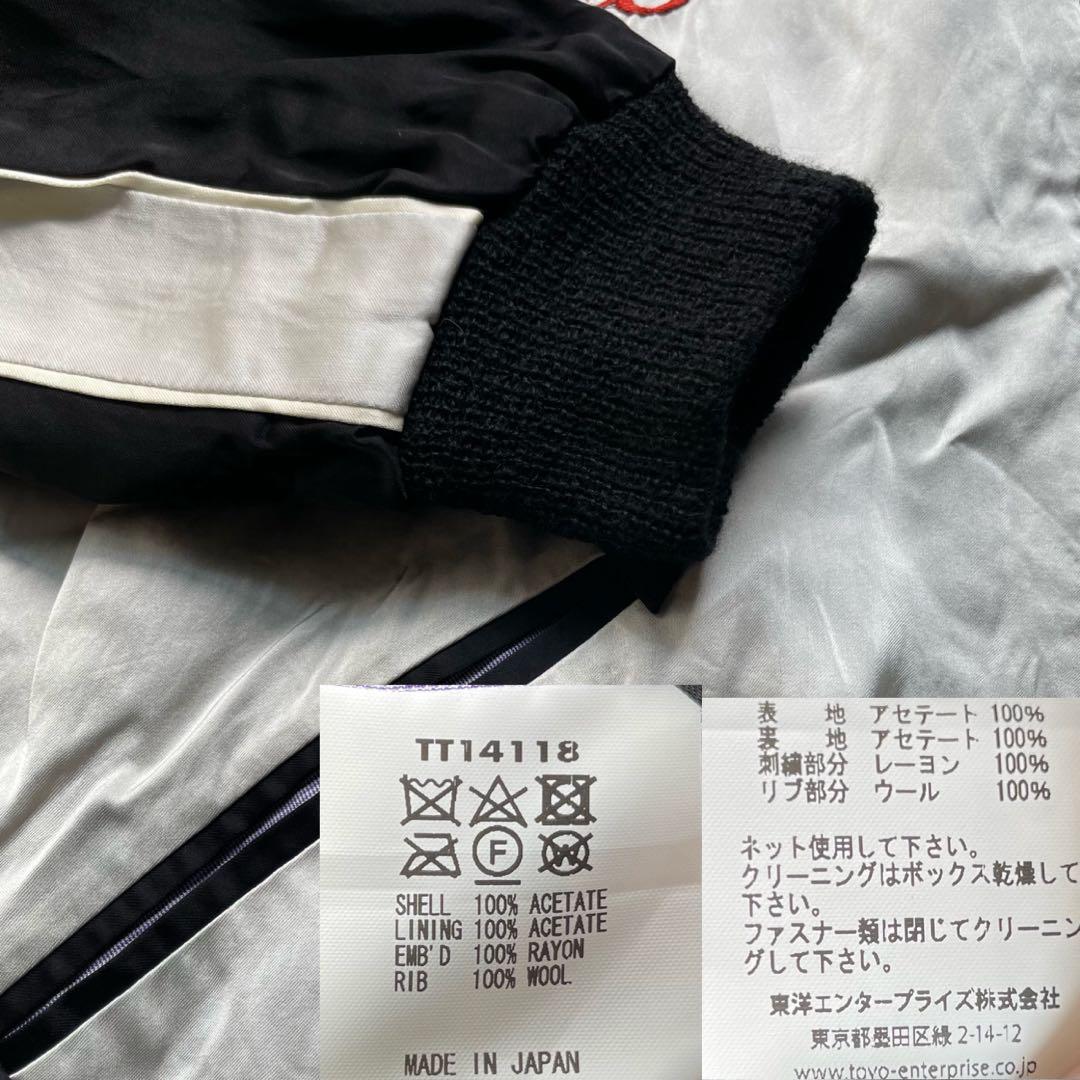 TT14118
F W
SHELL 100% ACETATE
LINING 100% ACETATE
EMB'D 100% RAYON
RIB 100% WOOL
MADE IN JAPAN
表 地 アセテート 100%
裏 地 アセテート 100%
刺繍部分 レーヨン 100%
リブ部分 ウール 100%
ネット使用して下さい。
クリーニングはボックス乾燥して
下さい。
ファスナー類は閉じてクリーニン
グして下さい。
東洋エンタープライズ株式会社
東京都墨田区緑2-14-12
www.toyo-enterprise.co.jp